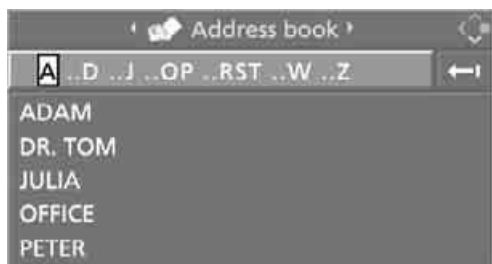 Address book
A ..D ..J ..OP ..RST ..W ..Z
ADAM
DR. TOM
JULIA
OFFICE
PETER